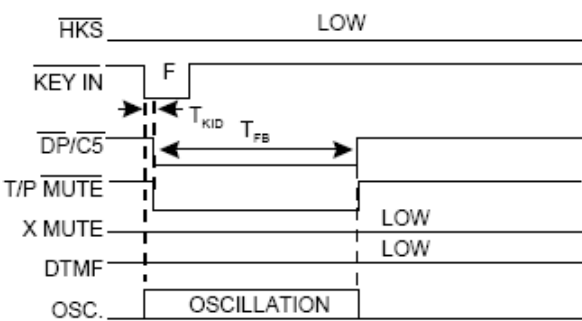 HKS LOW
KEY IN F
TKID
DP/C5 TFB
T/P MUTE
X MUTE LOW
DTMF LOW
OSC. OSCILLATION